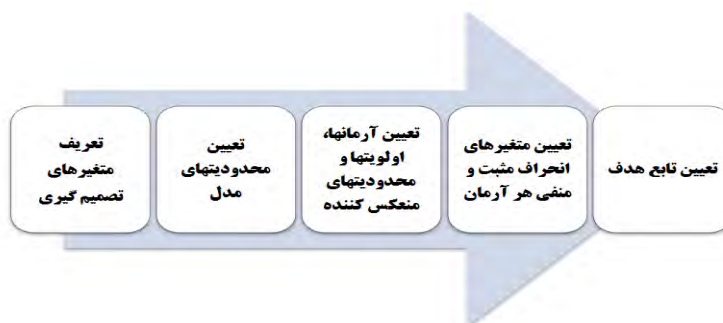 تعریف
متغیرهای
تصمیم گیری
تعیین
محدودیتهای
مدل
تعیین آرمانها،
اولویتها و
محدودیتهای
منعکس کننده
تعیین متغیرهای
انحراف مثبت و
منفی هر آرمان
تعیین تابع هدف